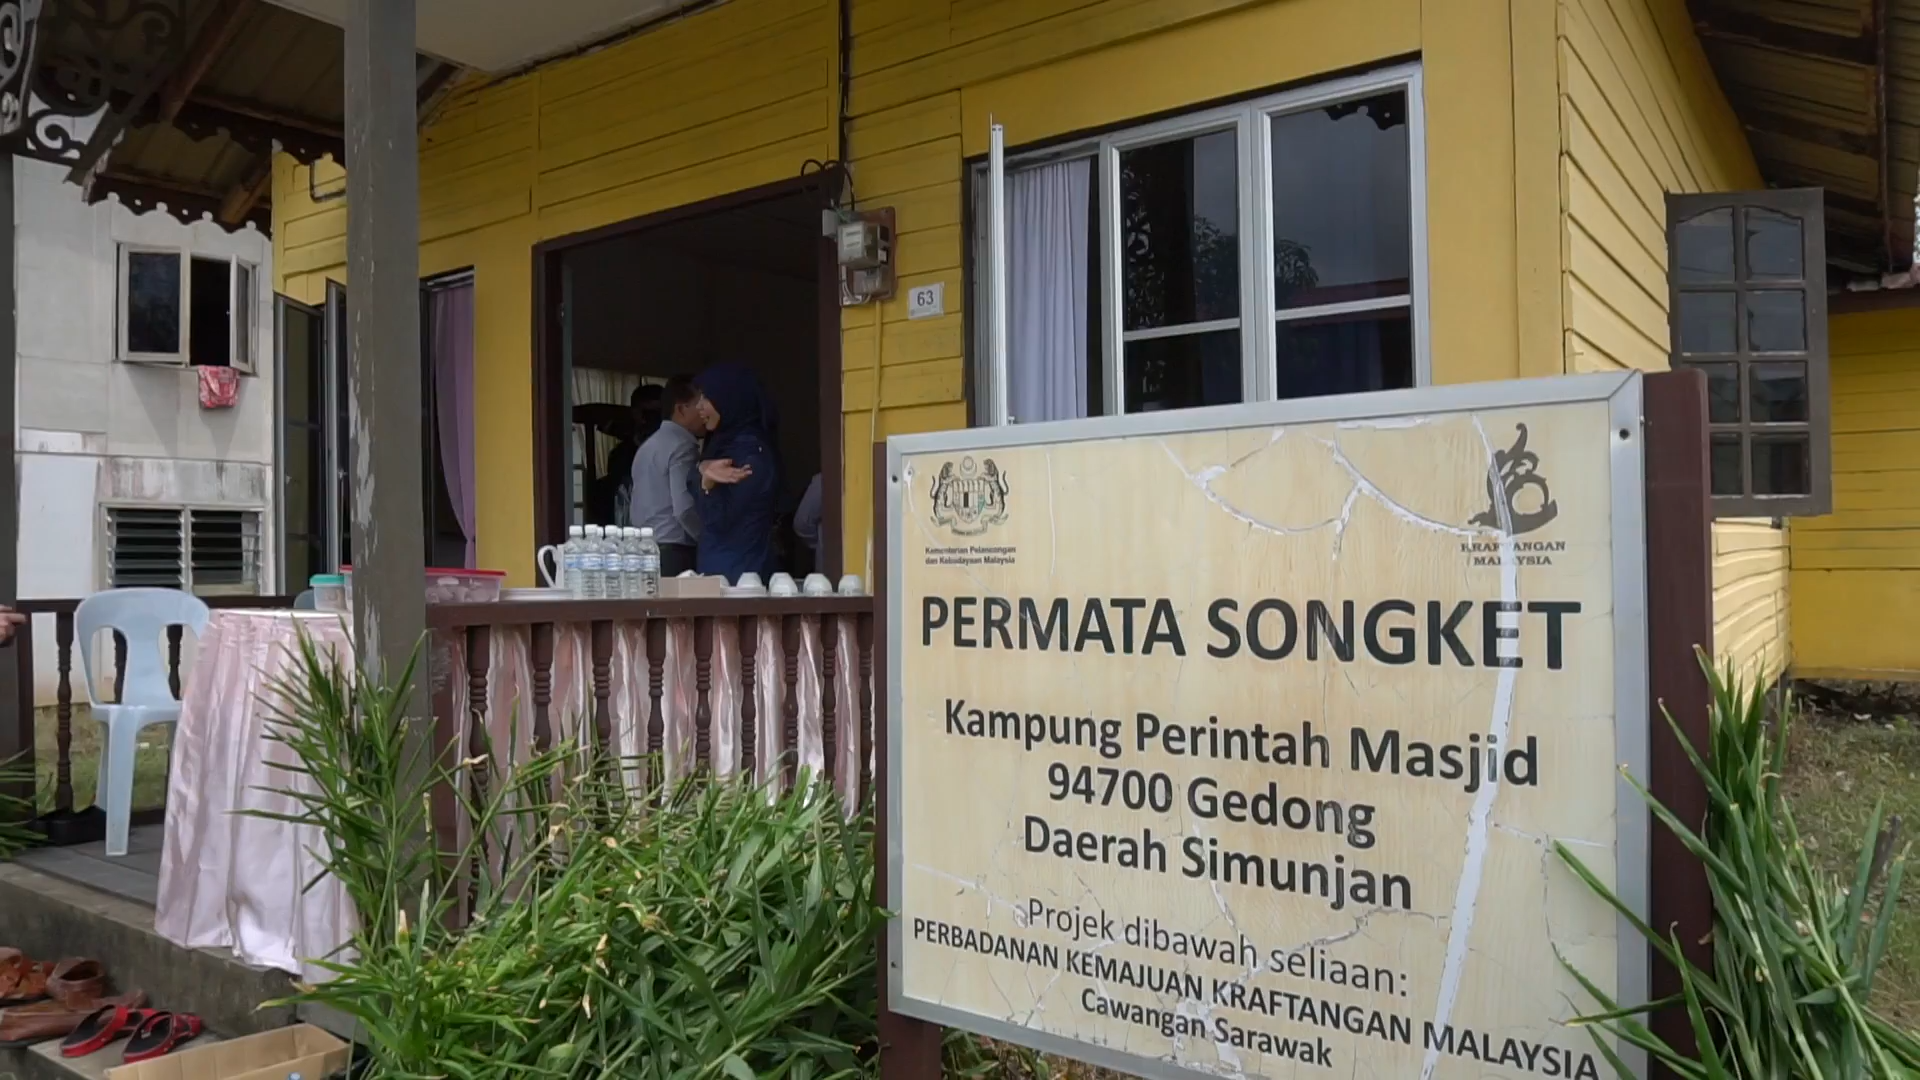 63
Kementerian Pelancongan
dan Kebudayaan Malaysia
KRAFTANGAN
MALAYSIA
PERMATA SONGKET
Kampung Perintah Masjid
94700 Gedong
Daerah Simunjan
Projek dibawah seliaan:
PERBADANAN KEMAJUAN KRAFTANGAN MALAYSIA
Cawangan Sarawak